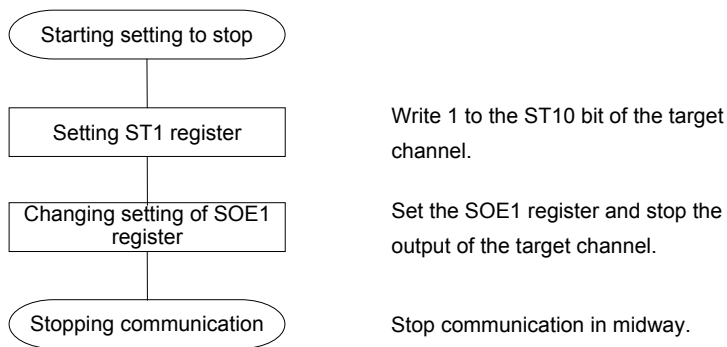 Starting setting to stop
Setting ST1 register
Write 1 to the ST10 bit of the target
channel.
Changing setting of SOE1
register
Set the SOE1 register and stop the
output of the target channel.
Stopping communication
Stop communication in midway.